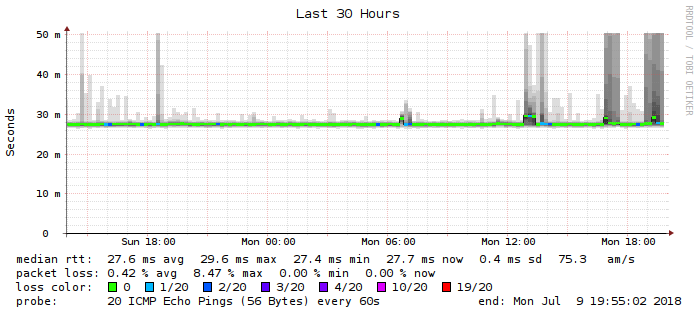 Last 30 Hours
RRDTOOL / TOBI OETIKER
Seconds
50 m
40 m
30 m
20 m
10 m
0
Sun 18:00 Mon 00:00 Mon 06:00 Mon 12:00 Mon 18:00
median rtt: 27.6 ms avg 29.6 ms max 27.4 ms min 27.7 ms now 0.4 ms sd 75.3 am/s
packet loss: 0.42 % avg 8.47 % max 0.00 % min 0.00 % now
loss color: 0 1/20 2/20 3/20 4/20 10/20 19/20
probe: 20 ICMP Echo Pings (56 Bytes) every 60s end: Mon Jul 9 19:55:02 2018